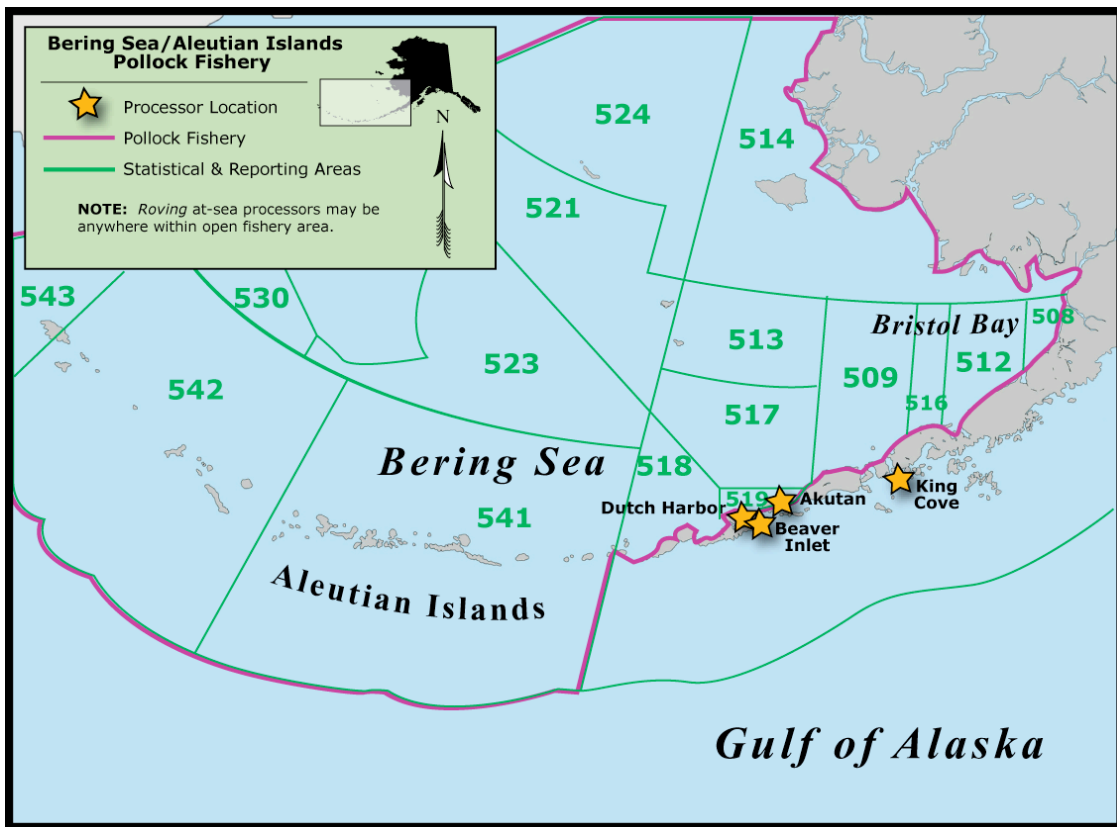 Bering Sea/Aleutian Islands
Pollock Fishery
Processor Location
Pollock Fishery
Statistical & Reporting Areas
NOTE: Roving at-sea processors may be
anywhere within open fishery area.
N
524
514
521
543
530
508
Bristol Bay
513
512
523
509
542
516
517
Bering Sea
518
519
King
Cove
Akutan
Dutch Harbor
541
Beaver
Inlet
Aleutian Islands
Gulf of Alaska